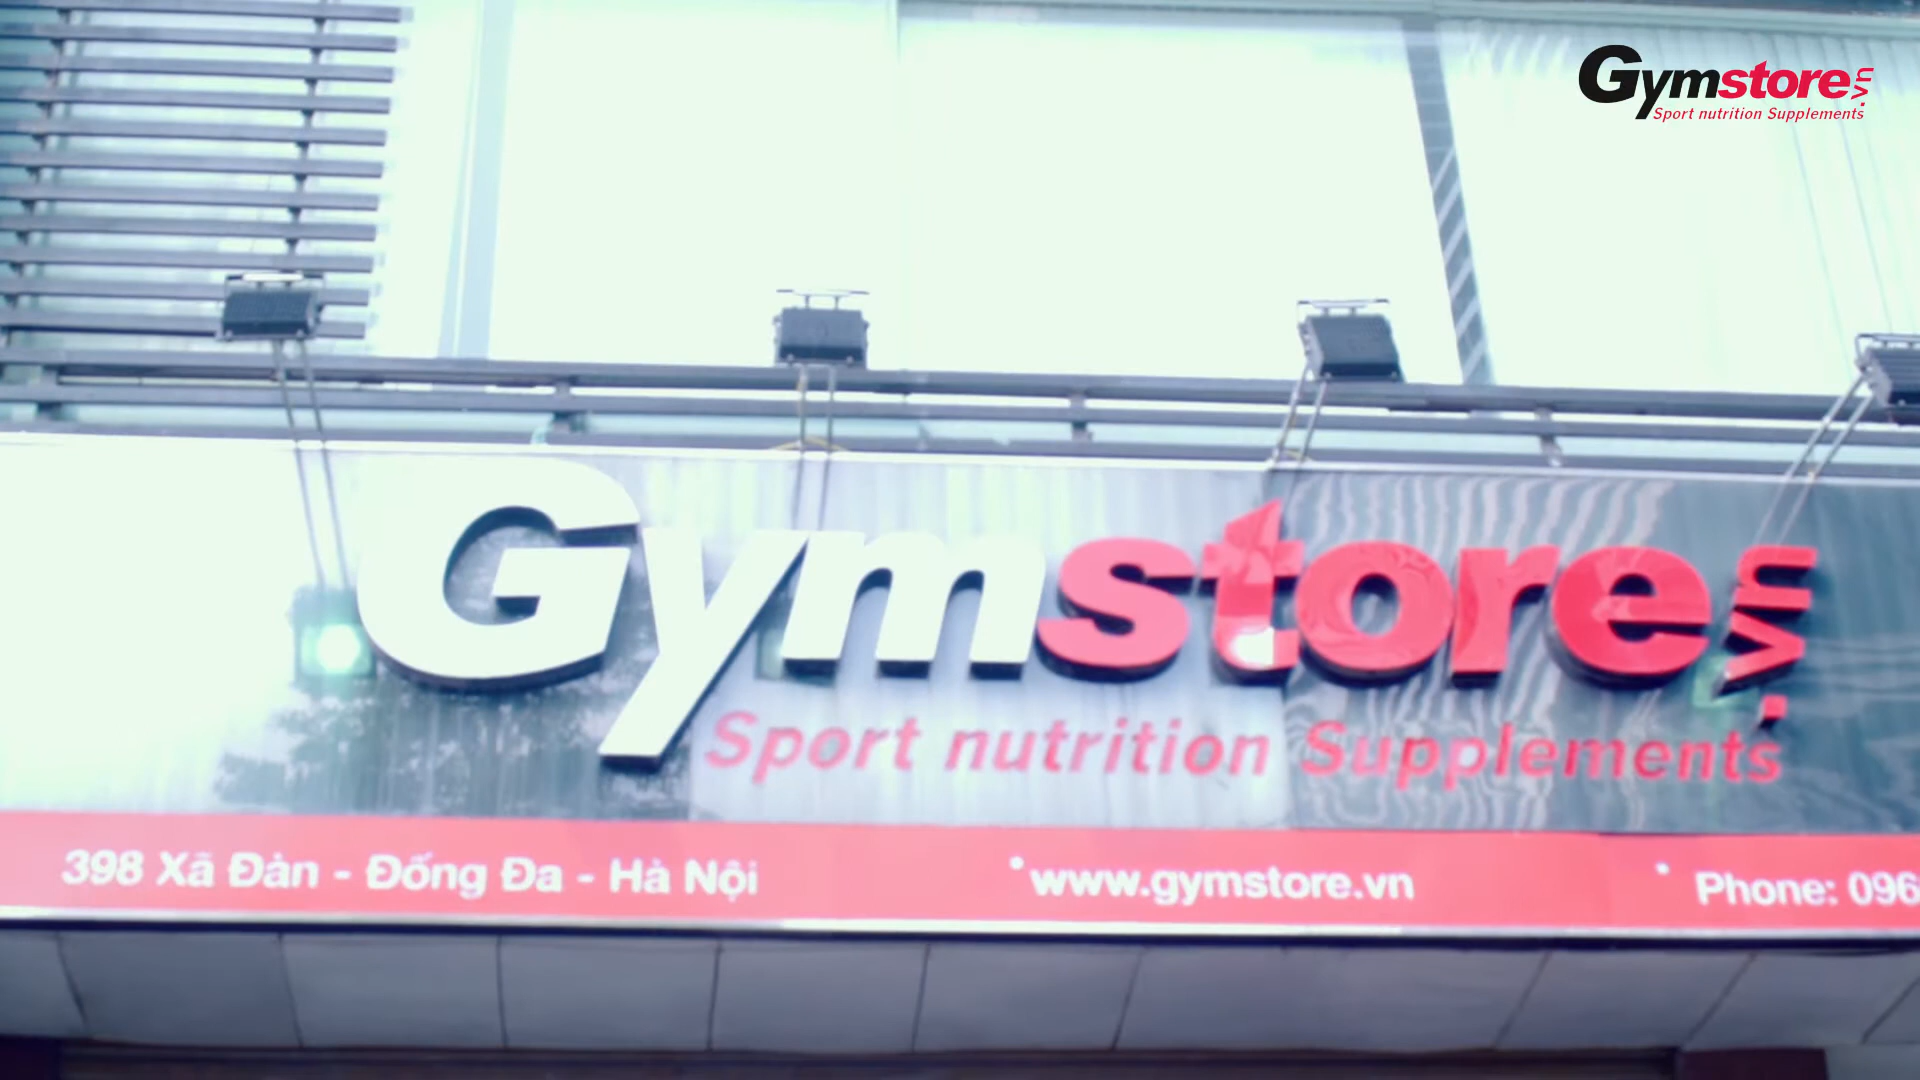 Gymstore.vn
Sport nutrition Supplements
Gymstore.vn
Sport nutrition Supplements
398 Xã Đàn - Đống Đa - Hà Nội
www.gymstore.vn
Phone: 096